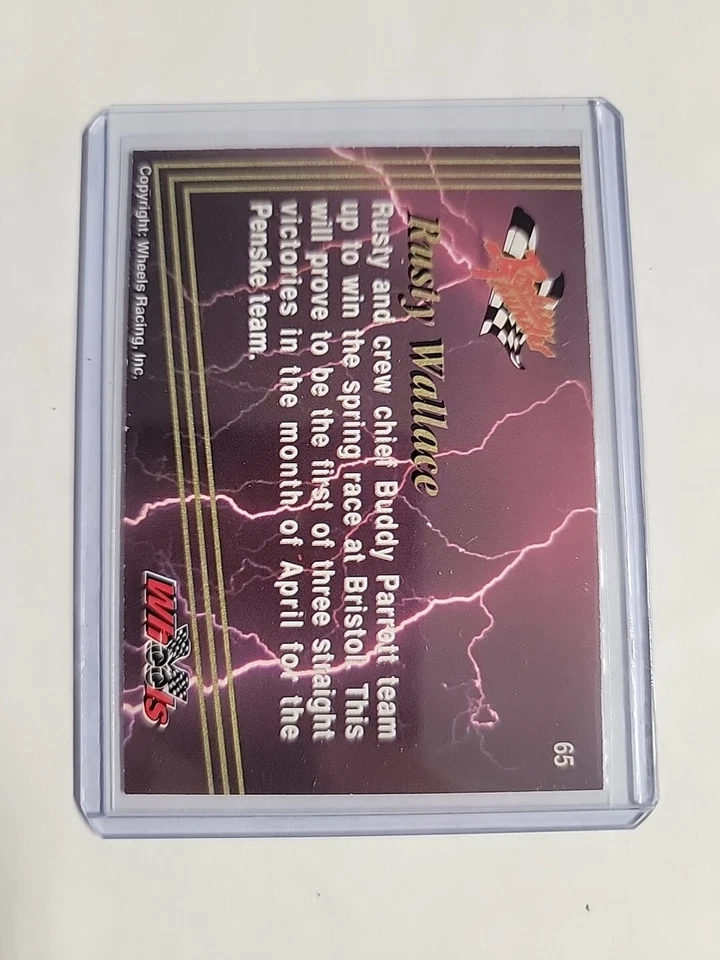 65
Rusty Wallace
Rusty and crew chief Buddy Parrott team
up to win the spring race at Bristol. This
will prove to be the first of three straight
victories in the month of April for the
Penske team.
Wheels
Copyright: Wheels Racing, Inc.